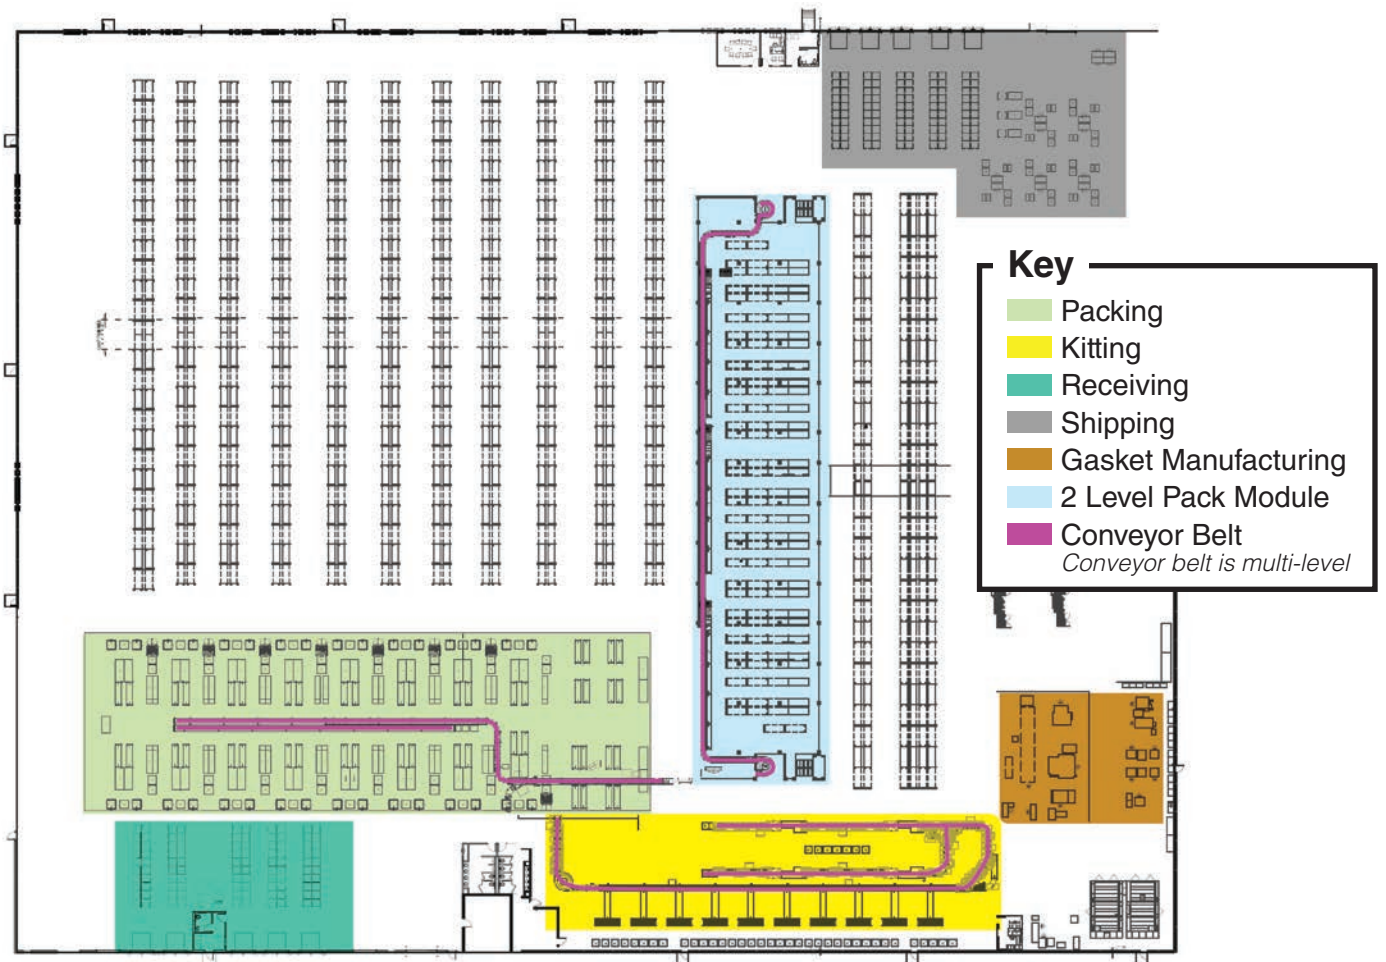 Key
Packing
Kitting
Receiving
Shipping
Gasket Manufacturing
2 Level Pack Module
Conveyor Belt
Conveyor belt is multi-level